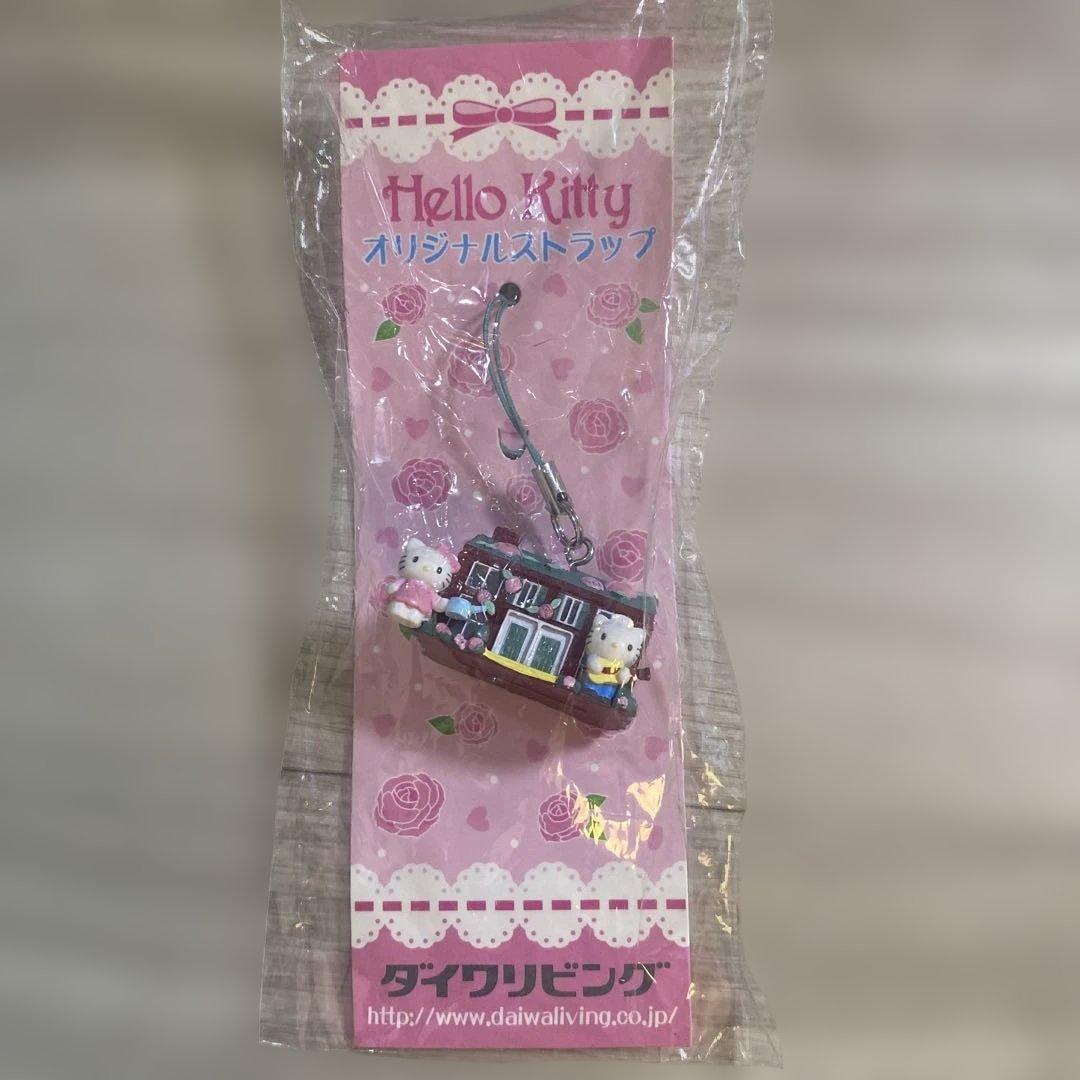 Hello Kitty
オリジナルストラップ
ダイワリビング
http://www.daiwaliving.co.jp/